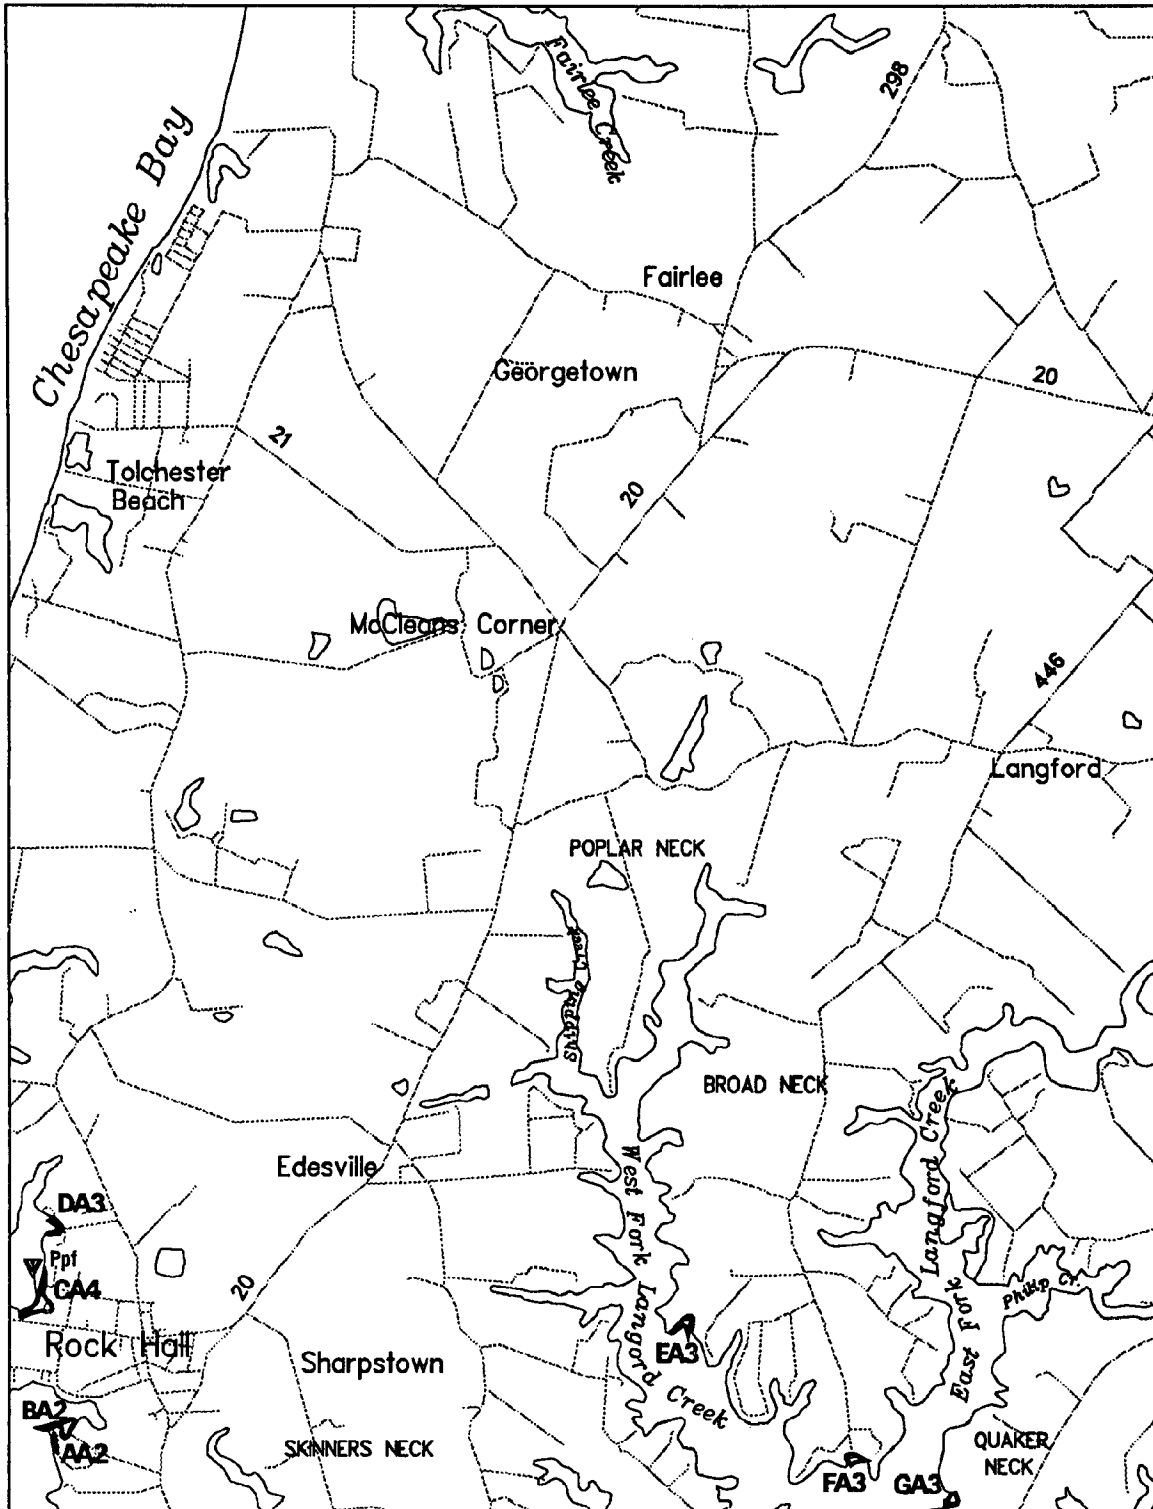 Fairlee Creek
298
Chesapeake Bay
Fairlee
Georgetown
20
21
Tolchester
Beach
20
McCleans Corner
446
Langford
POPLAR NECK
Shipping Creek
BROAD NECK
Langford Creek
East Fork
West Fork Langord Creek
Edesville
DA3
Ppf
CA4
20
Philip Cr.
Rock Hall
EA3
Sharpstown
BA2
AA2
SKINNERS NECK
QUAKER
NECK
FA3
GA3